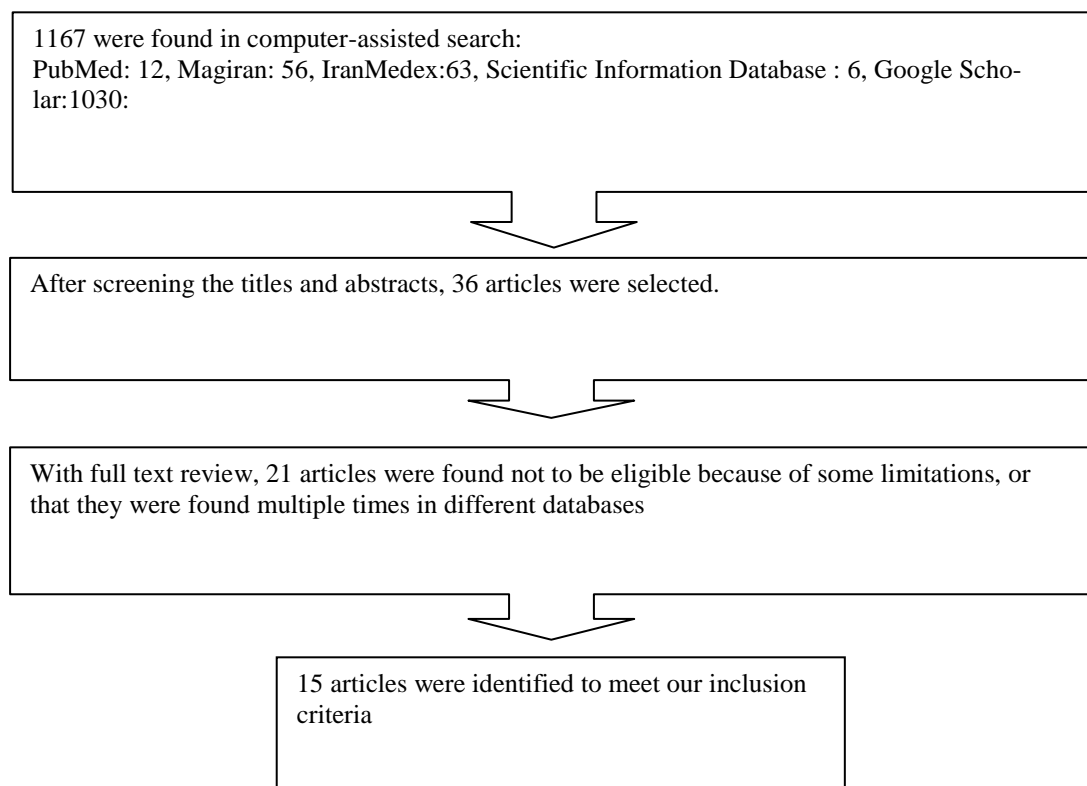 1167 were found in computer-assisted search:
PubMed: 12, Magiran: 56, IranMedex:63, Scientific Information Database : 6, Google Scho-
lar:1030:
After screening the titles and abstracts, 36 articles were selected.
With full text review, 21 articles were found not to be eligible because of some limitations, or
that they were found multiple times in different databases
15 articles were identified to meet our inclusion
criteria